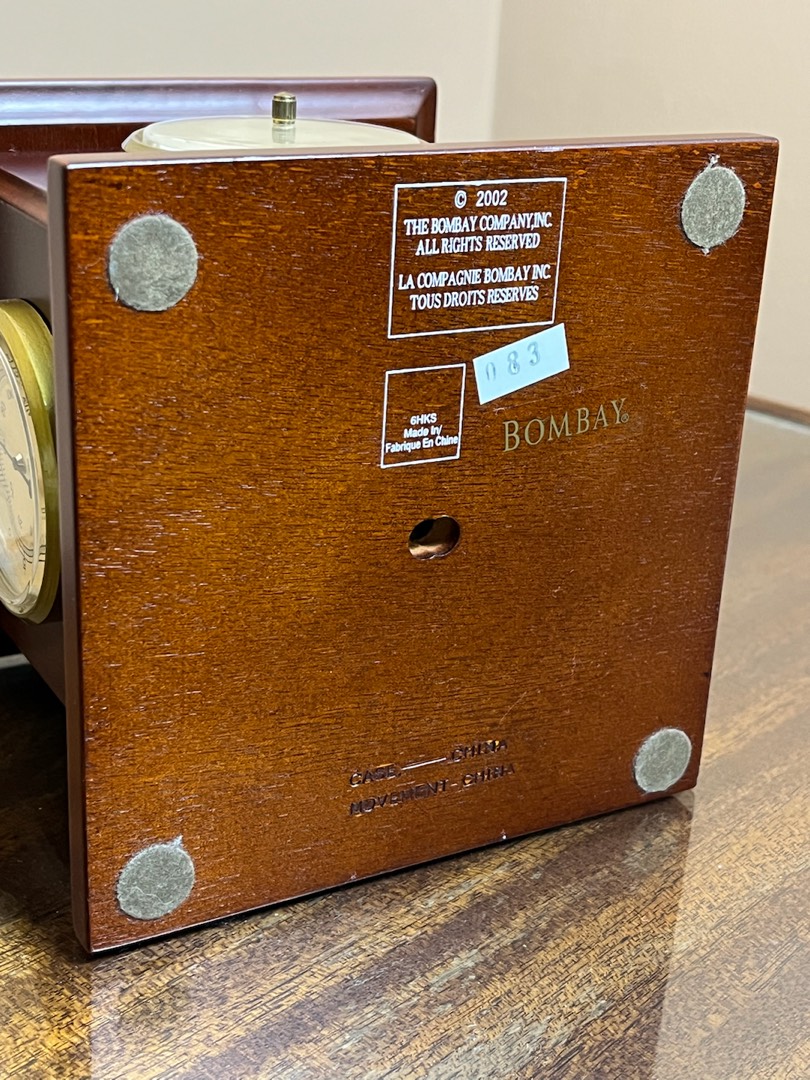 © 2002
THE BOMBAY COMPANY,INC.
ALL RIGHTS RESERVED
LA COMPAGNIE BOMBAY INC.
TOUS DROITS RESERVES
083
6HKS
Made In/
Fabrique En Chine
BOMBAY®
CASE——CHINA
MOVEMENT-CHINA